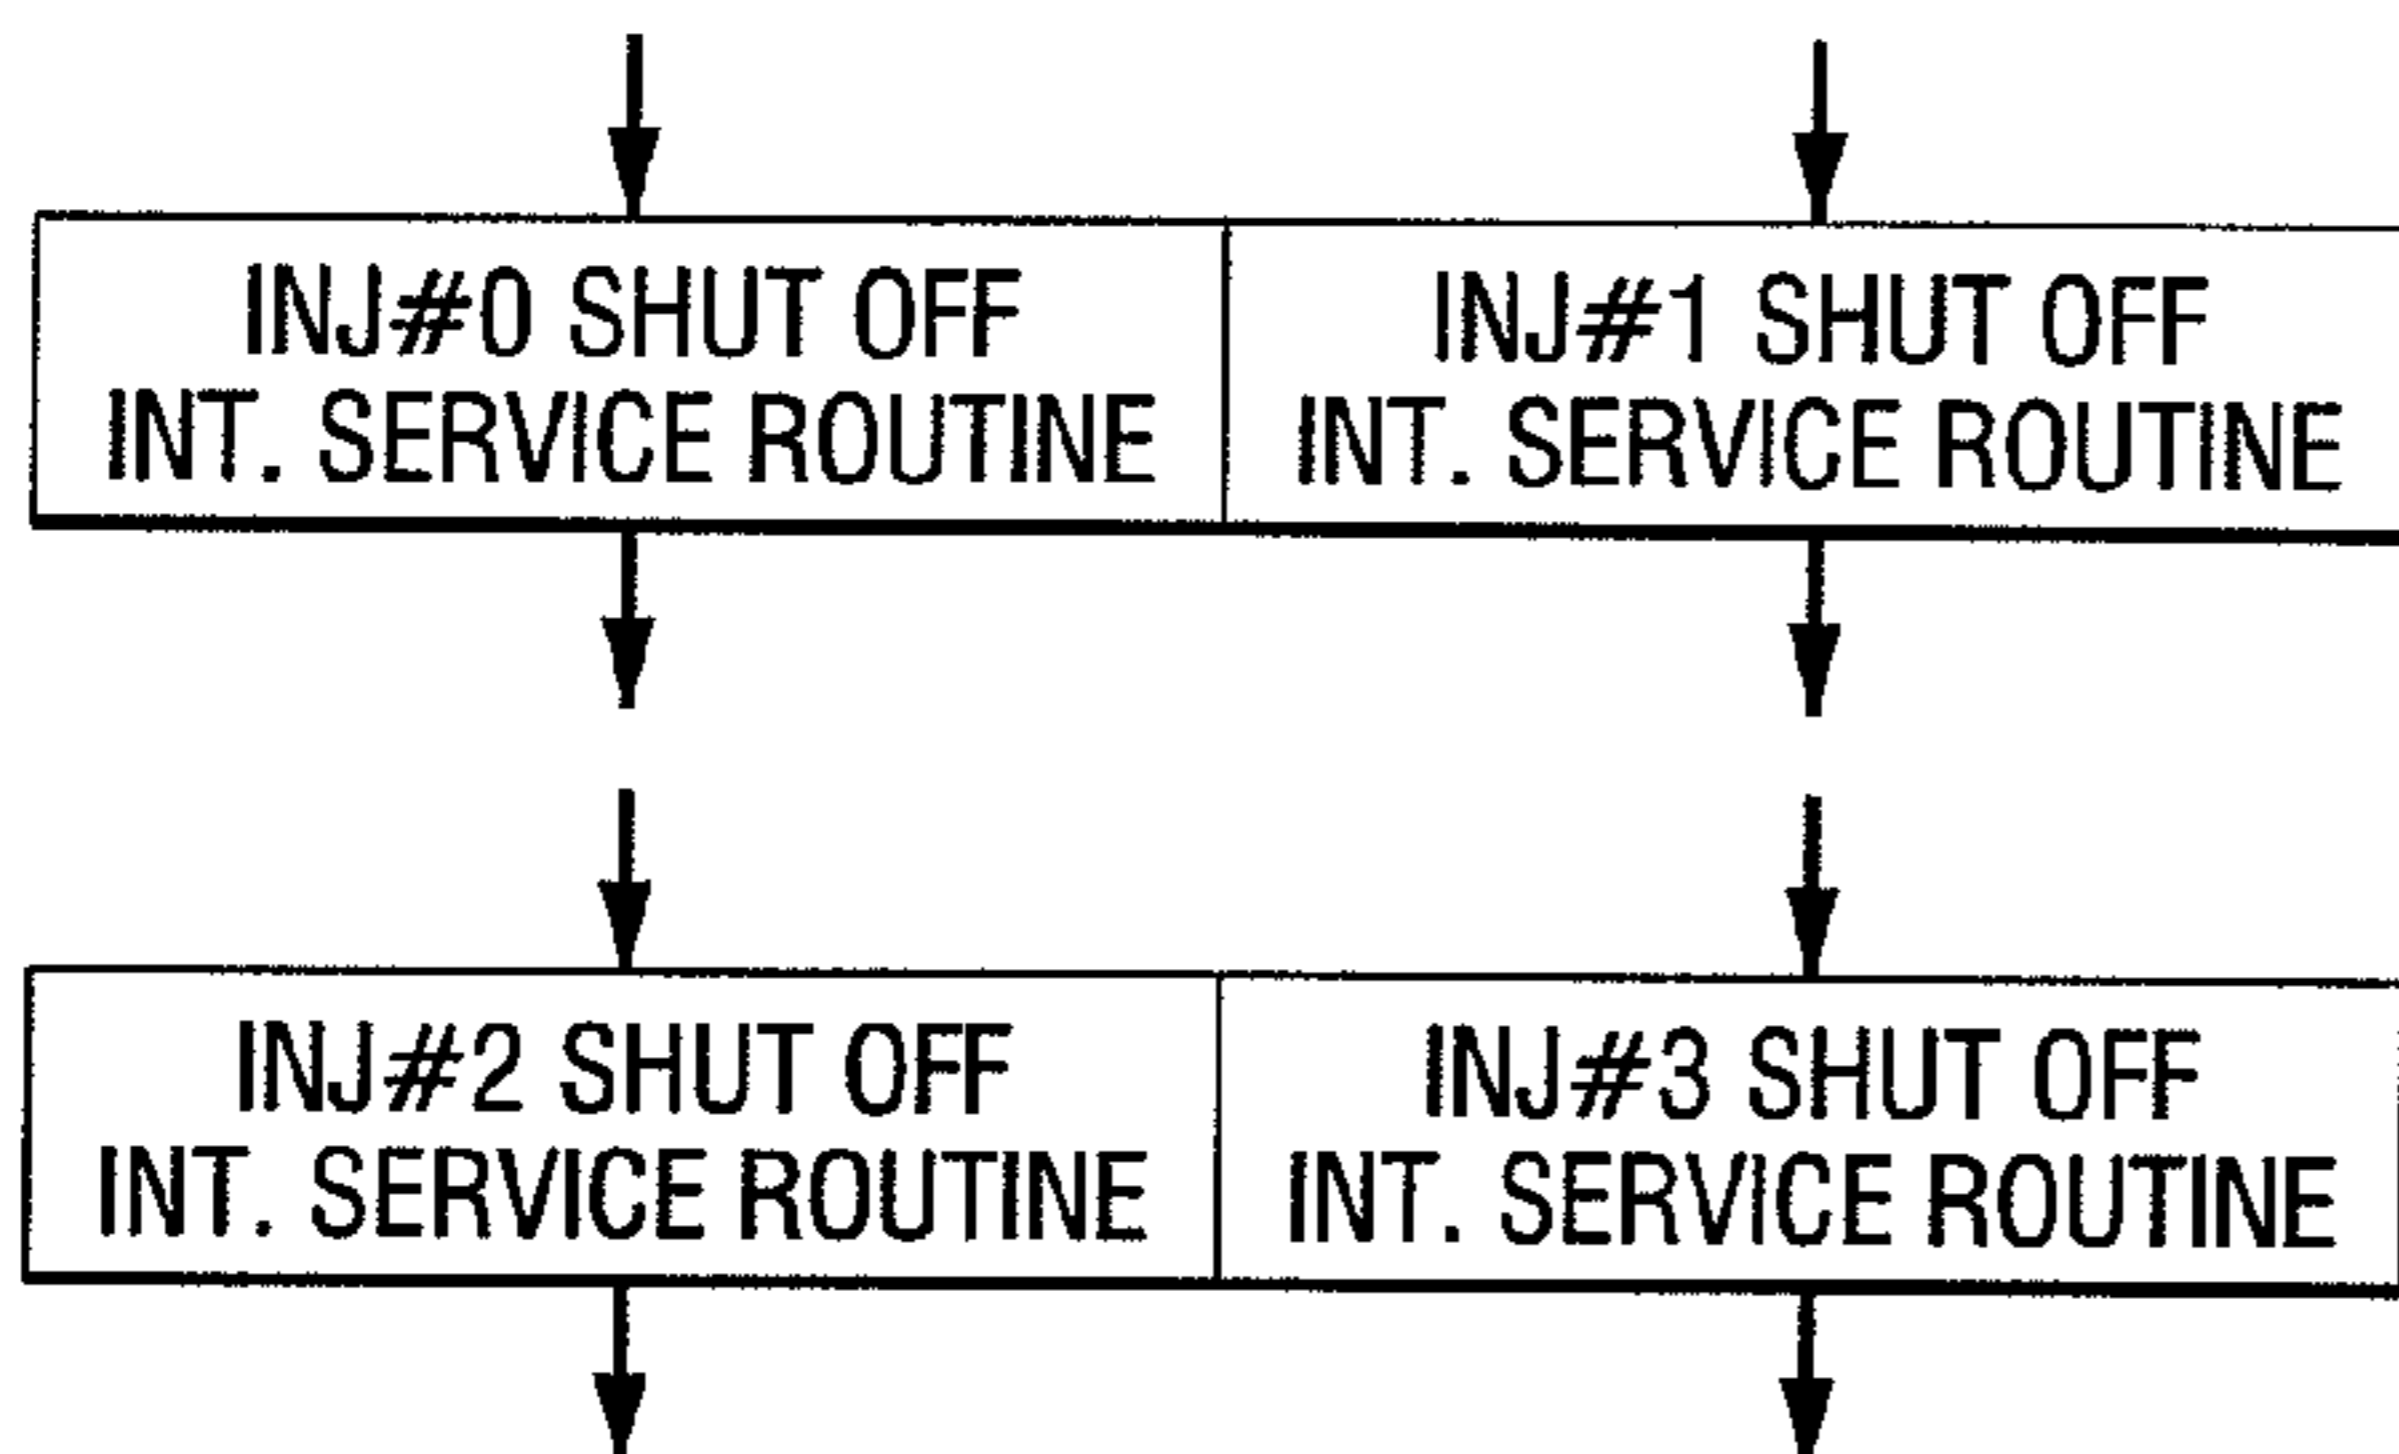 INJ#0 SHUT OFF
INT. SERVICE ROUTINE
INJ#1 SHUT OFF
INT. SERVICE ROUTINE
INJ#2 SHUT OFF
INT. SERVICE ROUTINE
INJ#3 SHUT OFF
INT. SERVICE ROUTINE